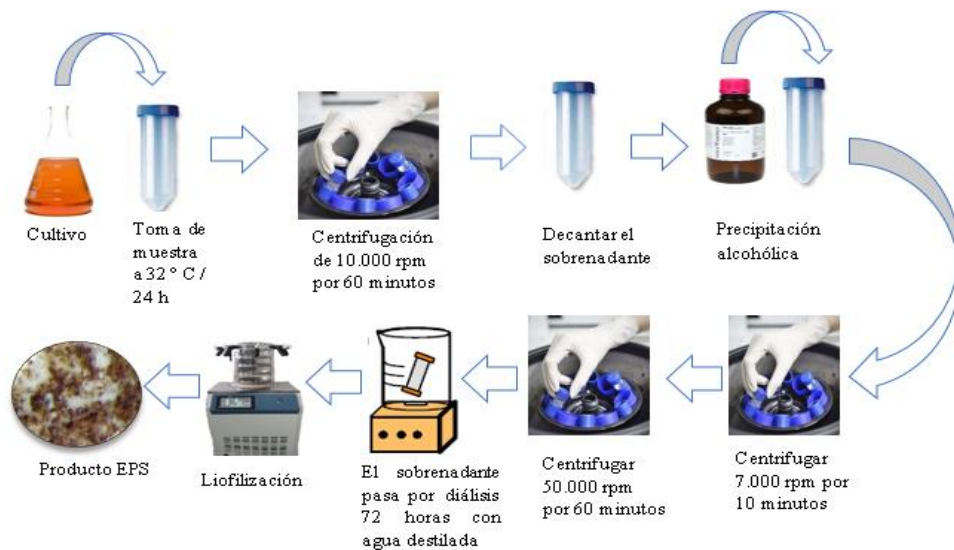 Cultivo
Toma de
muestra
a 32 ° C /
24 h
Centrifugación
de 10.000 rpm
por 60 minutos
Decantar el
sobrenadante
Precipitación
alcohólica
Centrifugar
7.000 rpm por
10 minutos
Centrifugar
50.000 rpm
por 60 minutos
E1 sobrenadante
pasa por diálisis
72 horas con
agua destilada
Liofilización
Producto EPS